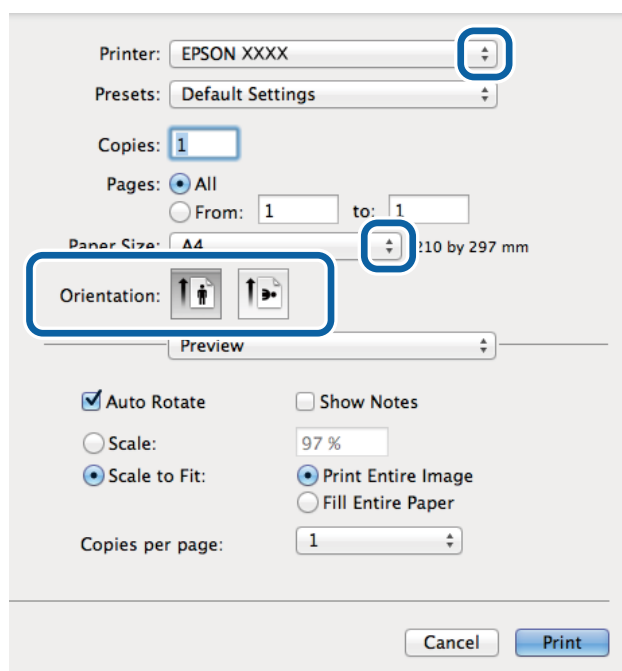 Printer: EPSON XXXX
Presets: Default Settings
Copies: 1
Pages: All
From: 1 to: 1
Paper Size: A4 210 by 297 mm
Orientation:
Preview
Auto Rotate Show Notes
Scale: 97 %
Scale to Fit: Print Entire Image
Fill Entire Paper
Copies per page: 1
Cancel Print